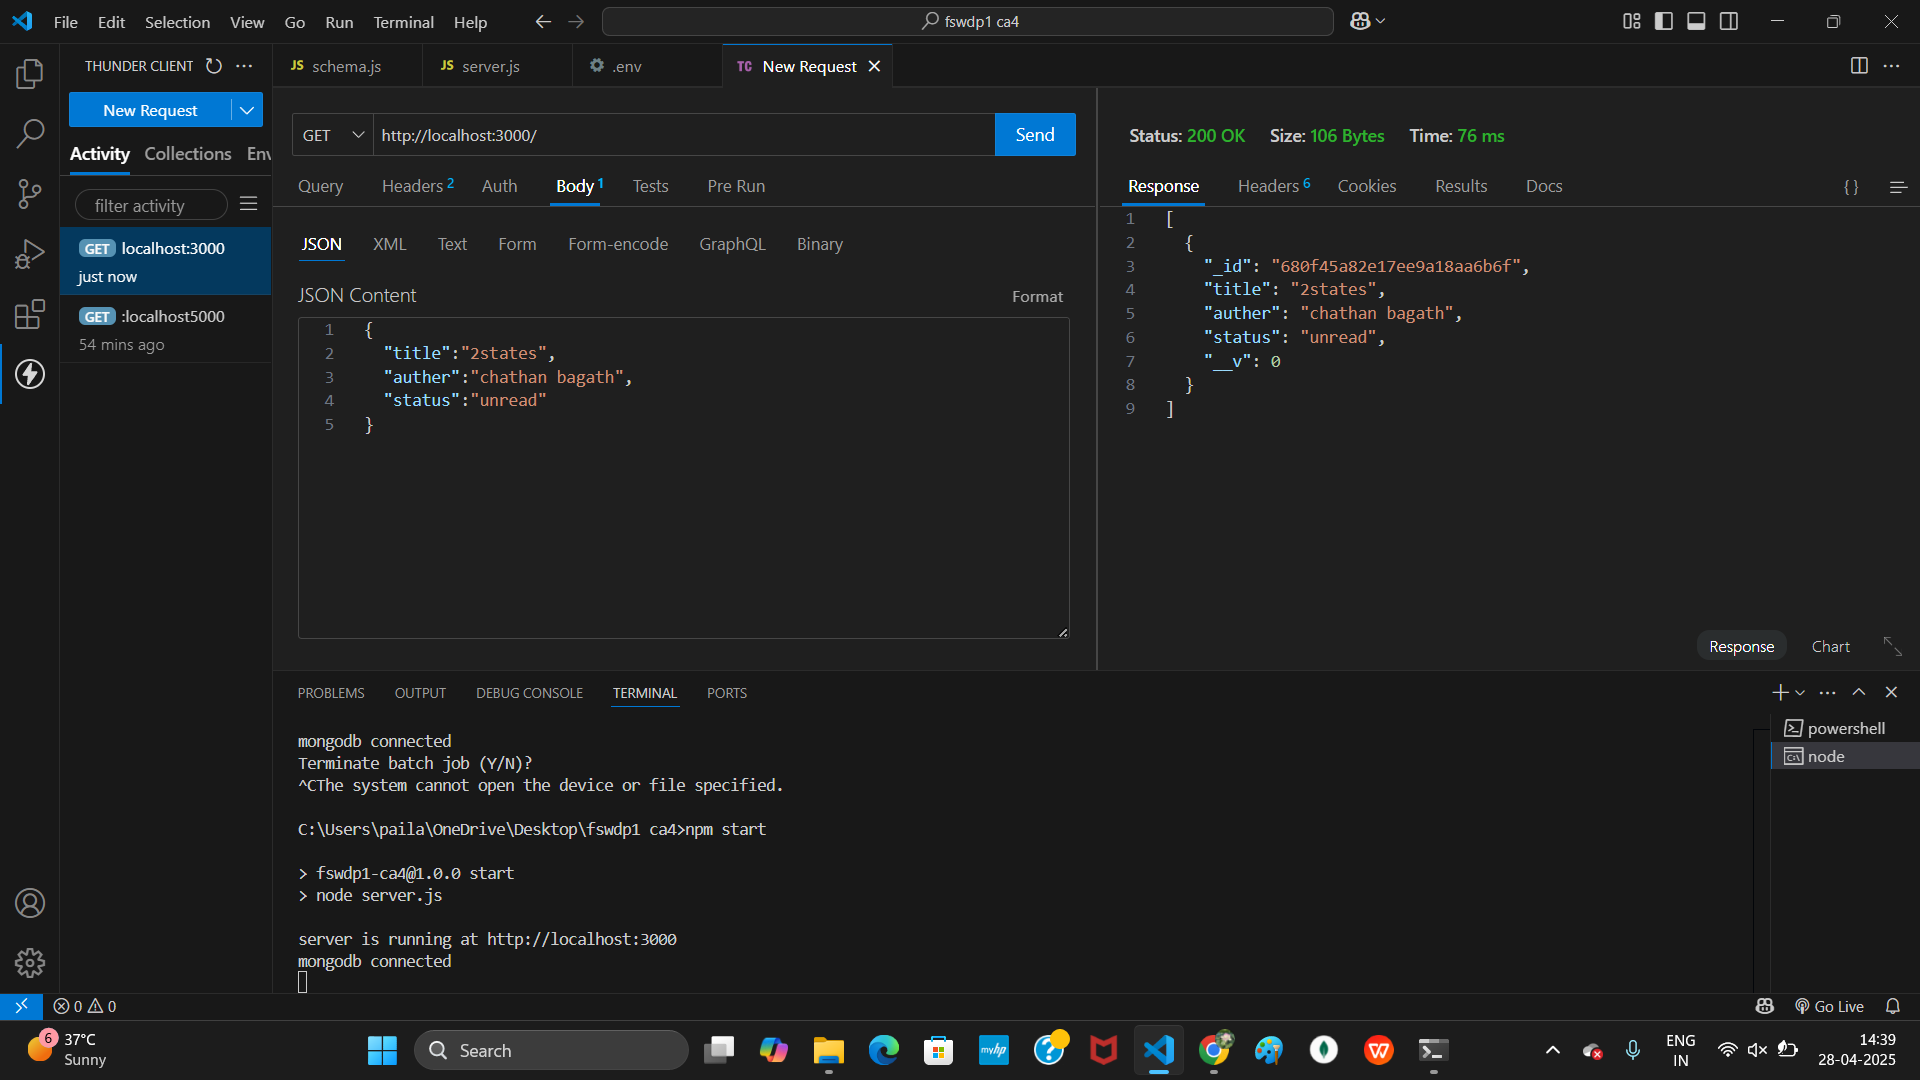 File Edit Selection View Go Run Terminal Help
fswdp1 ca4
THUNDER CLIENT
New Request
Activity Collections Env
filter activity
GET localhost:3000
just now
GET :localhost5000
54 mins ago
JS schema.js
JS server.js
.env
TC New Request
GET http://localhost:3000/ Send
Query Headers 2 Auth Body 1 Tests Pre Run
JSON XML Text Form Form-encode GraphQL Binary
JSON Content Format
1 {
2 "title":"2states",
3 "auther":"chathan bagath",
4 "status":"unread"
5 }
Status: 200 OK Size: 106 Bytes Time: 76 ms
Response Headers 6 Cookies Results Docs { }
1 [
2 {
3 "_id": "680f45a82e17ee9a18aa6b6f",
4 "title": "2states",
5 "auther": "chathan bagath",
6 "status": "unread",
7 "__v": 0
8 }
9 ]
Response Chart
PROBLEMS OUTPUT DEBUG CONSOLE TERMINAL PORTS
mongodb connected
Terminate batch job (Y/N)?
^CThe system cannot open the device or file specified.
C:\Users\paila\OneDrive\Desktop\fswdp1 ca4>npm start
> fswdp1-ca4@1.0.0 start
> node server.js
server is running at http://localhost:3000
mongodb connected
powershell
node
0 0
Go Live
6
37°C
Sunny
Search
myhp
ENG
IN
14:39
28-04-2025